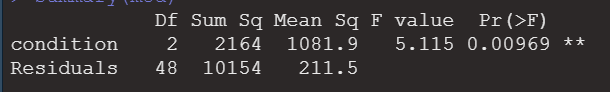 Df Sum Sq Mean Sq F value Pr(>F)
condition 2 2164 1081.9 5.115 0.00969 **
Residuals 48 10154 211.5